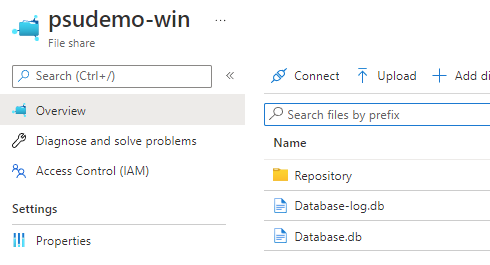 psudemo-win ...
File share
Search (Ctrl+/)
«
Overview
Diagnose and solve problems
Access Control (IAM)
Settings
Properties
Connect
Upload
Add di
Search files by prefix
Name
Repository
Database-log.db
Database.db